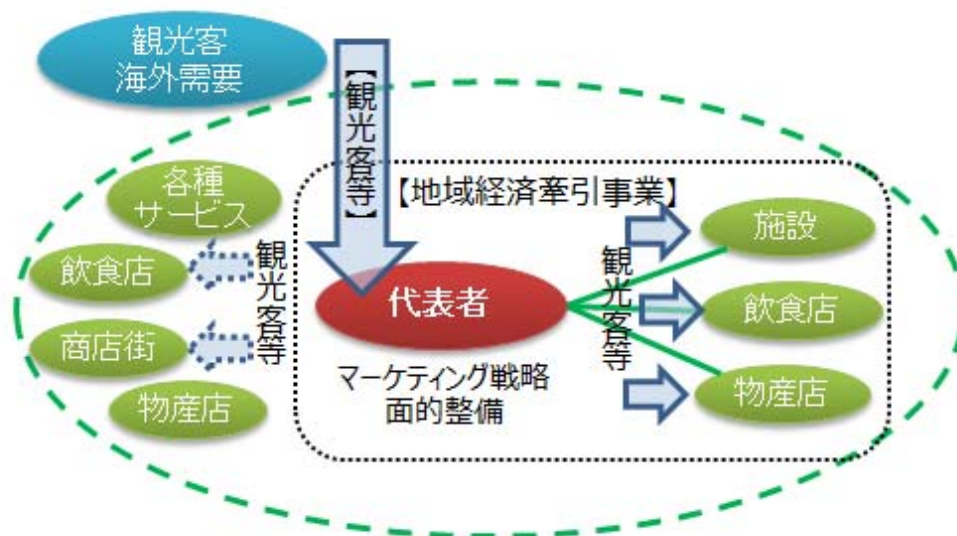 観光客
海外需要
【観光客等】
【地域経済牽引事業】
各種
サービス
飲食店
商店街
物産店
観光客等
代表者
マーケティング戦略
面的整備
観光客等
施設
飲食店
物産店